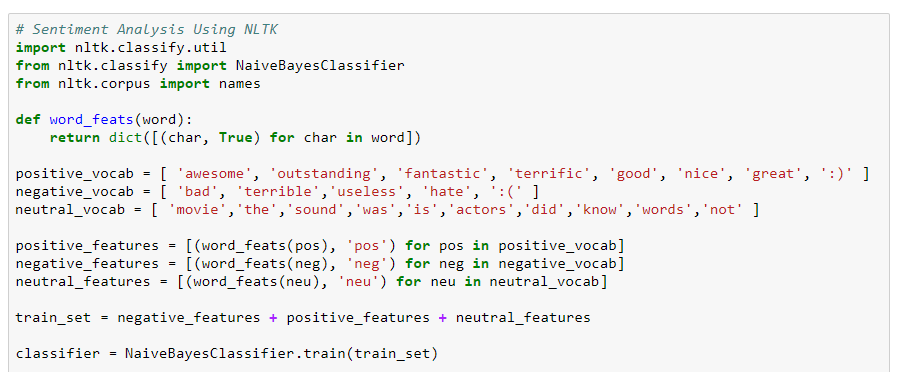 # Sentiment Analysis Using NLTK
import nltk.classify.util
from nltk.classify import NaiveBayesClassifier
from nltk.corpus import names
def word_feats(word):
    return dict([(char, True) for char in word])
positive_vocab = [ 'awesome', 'outstanding', 'fantastic', 'terrific', 'good', 'nice', 'great', ':)' ]
negative_vocab = [ 'bad', 'terrible','useless', 'hate', ':(' ]
neutral_vocab = [ 'movie','the','sound','was','is','actors','did','know','words','not' ]
positive_features = [(word_feats(pos), 'pos') for pos in positive_vocab]
negative_features = [(word_feats(neg), 'neg') for neg in negative_vocab]
neutral_features = [(word_feats(neu), 'neu') for neu in neutral_vocab]
train_set = negative_features + positive_features + neutral_features
classifier = NaiveBayesClassifier.train(train_set)